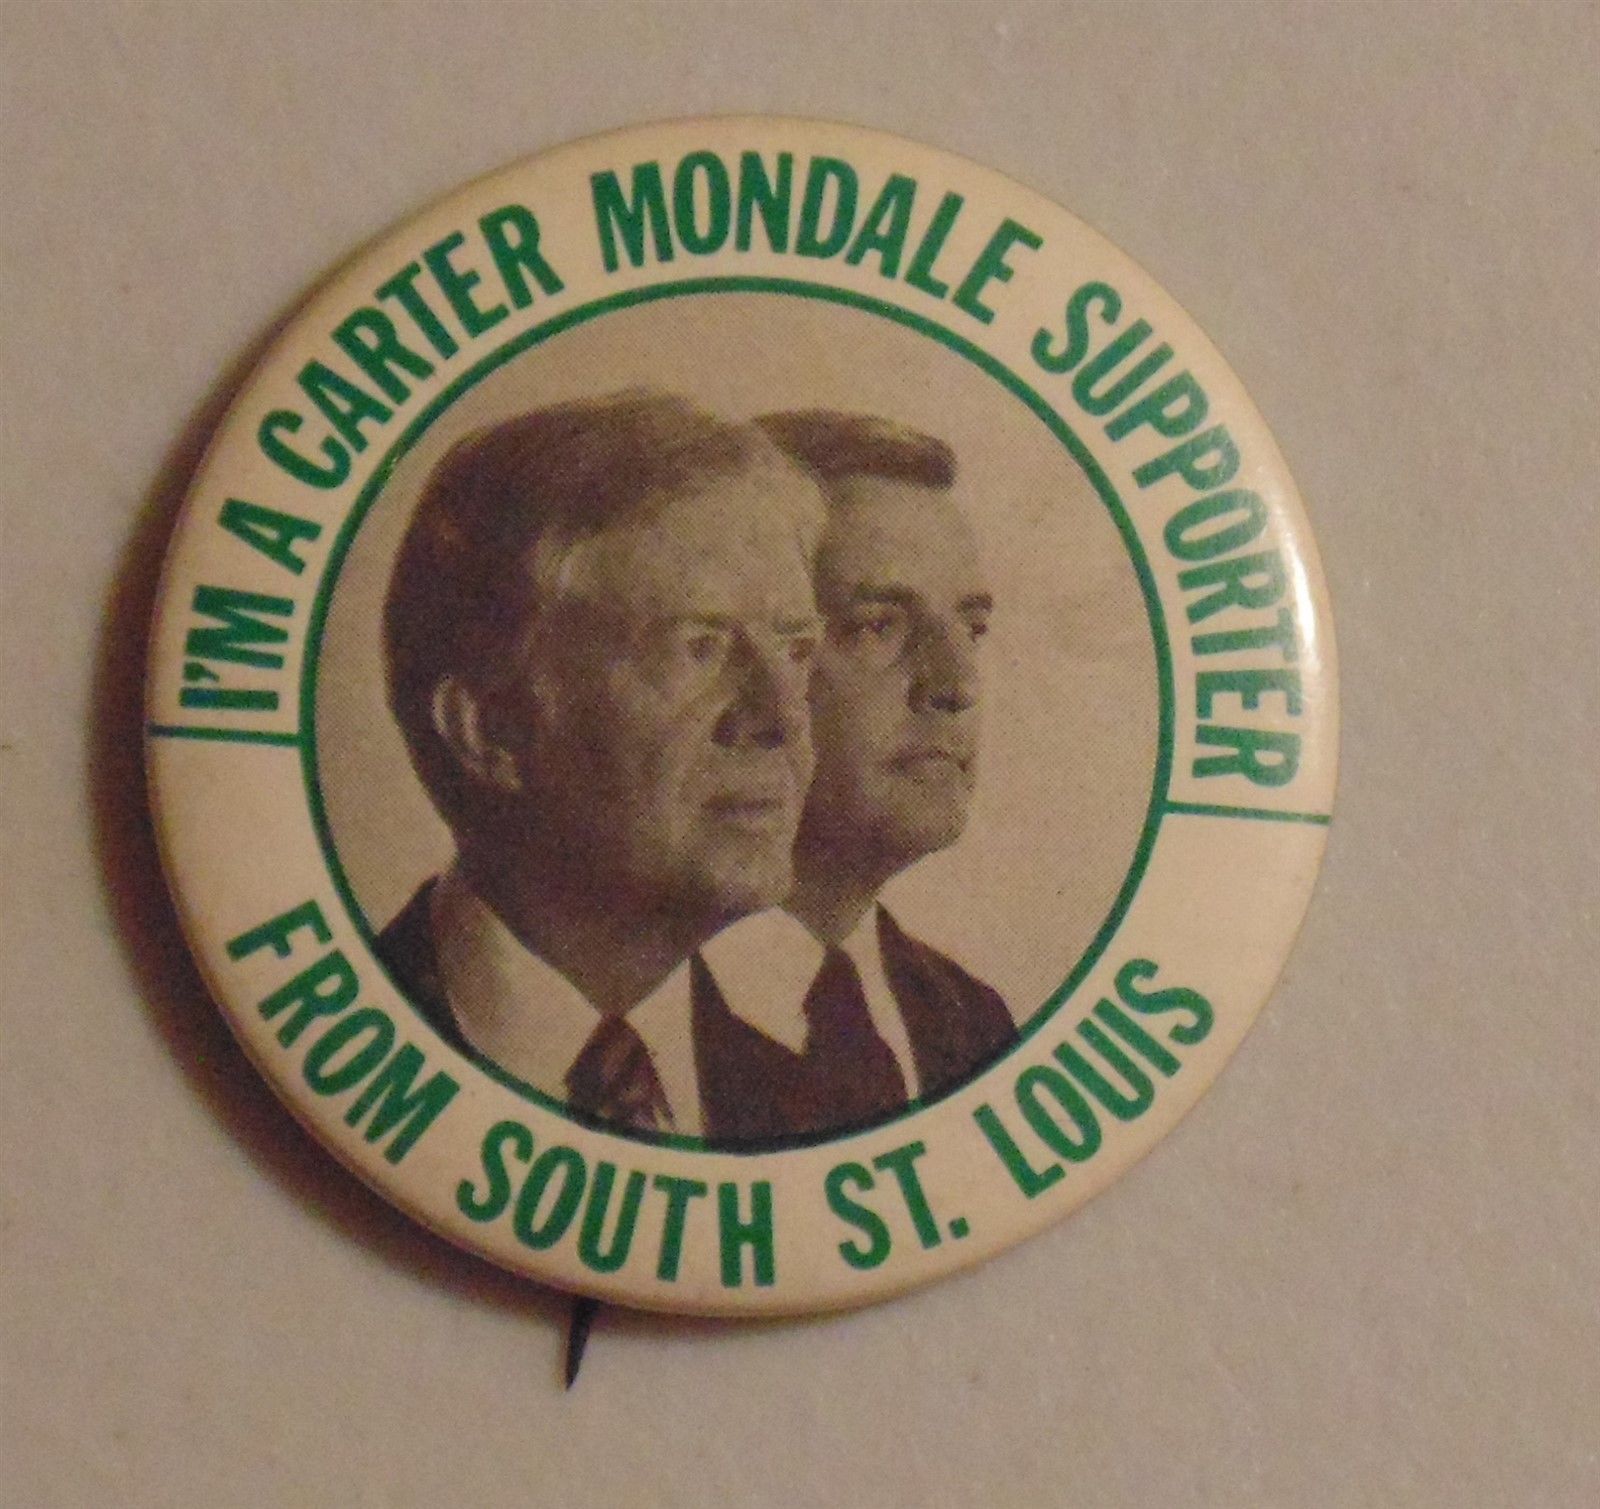 I'M A CARTER MONDALE SUPPORTER
FROM SOUTH ST. LOUIS